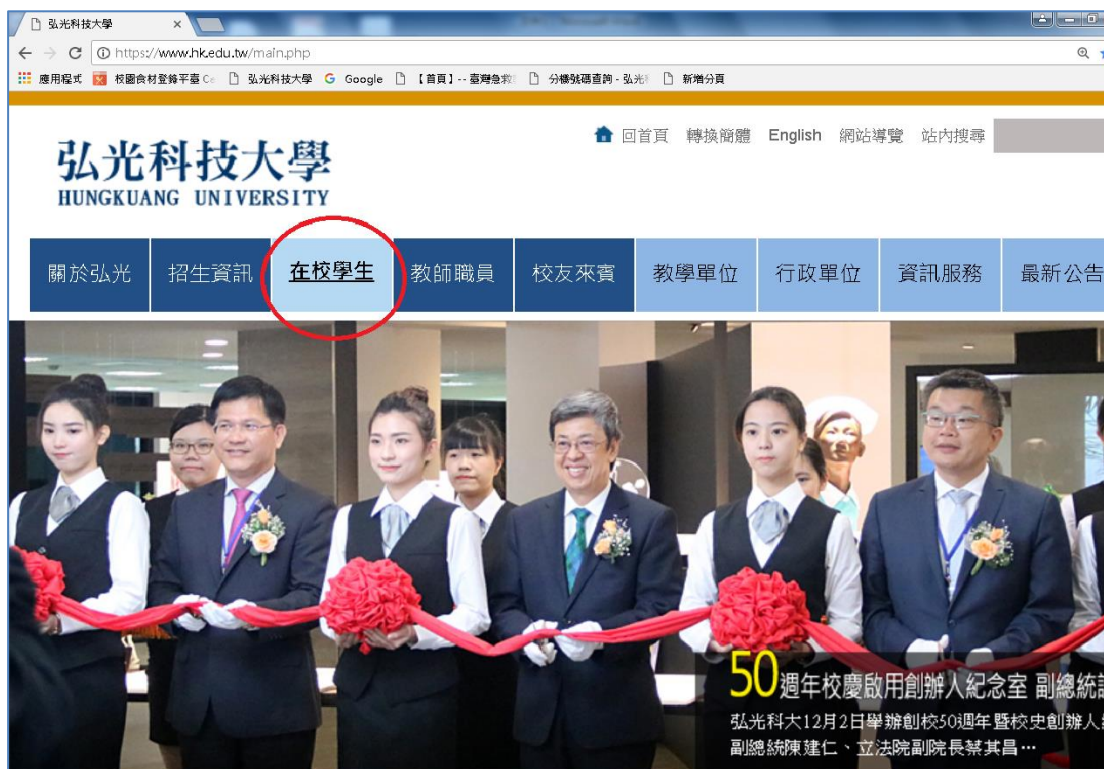 弘光科技大學
https://www.hk.edu.tw/main.php
應用程式 校園食材登錄平臺 C 弘光科技大學 G Google 【首頁】--臺灣急救 分機號碼查詢 - 弘光 新增分頁
回首頁 轉換簡體 English 網站導覽 站內搜尋
弘光科技大學
HUNGKUANG UNIVERSITY
關於弘光 招生資訊 在校學生 教師職員 校友來賓 教學單位 行政單位 資訊服務 最新公告
50週年校慶啟用創辦人紀念室 副總統
弘光科大12月2日舉辦創校50週年暨校史創辦人
副總統陳建仁、立法院副院長蔡其昌…